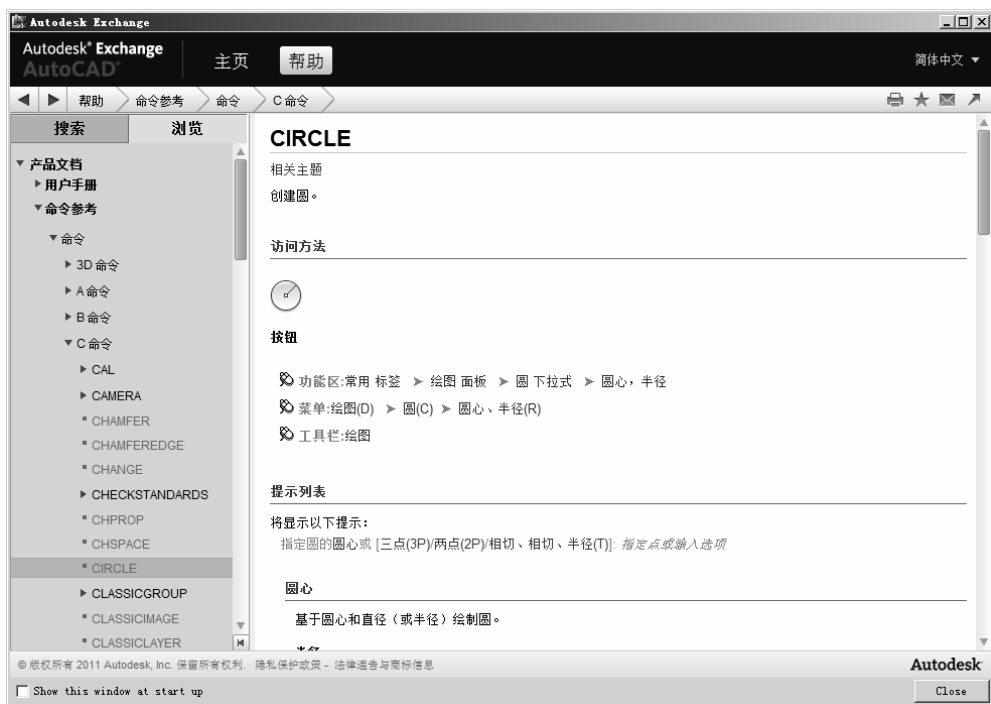 Autodesk Exchange
Autodesk® Exchange
AutoCAD®
主页
帮助
简体中文
帮助
命令参考
命令
C 命令
搜索
浏览
产品文档
用户手册
命令参考
命令
3D 命令
A 命令
B 命令
C 命令
CAL
CAMERA
CHAMFER
CHAMFEREDGE
CHANGE
CHECKSTANDARDS
CHPROP
CHSPACE
CIRCLE
CLASSICGROUP
CLASSICIMAGE
CLASSICLAYER
CIRCLE
相关主题
创建圆。
访问方法
按钮
功能区:常用 标签 ➤ 绘图 面板 ➤ 圆 下拉式 ➤ 圆心，半径
菜单:绘图(D) ➤ 圆(C) ➤ 圆心、半径(R)
工具栏:绘图
提示列表
将显示以下提示:
指定圆的圆心或 [三点(3P)/两点(2P)/相切、相切、半径(T)]: 指定点或输入选项
圆心
基于圆心和直径（或半径）绘制圆。
© 版权所有 2011 Autodesk, Inc. 保留所有权利. 隐私保护政策 - 法律通告与商标信息
Autodesk
Show this window at start up
Close